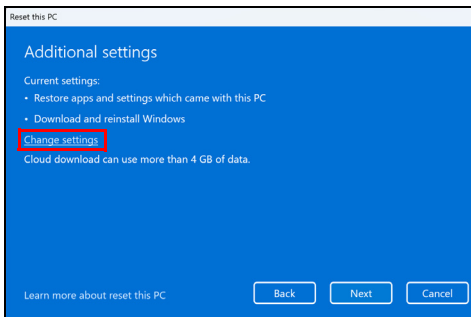 Reset this PC
Additional settings
Current settings:
• Restore apps and settings which came with this PC
• Download and reinstall Windows
Change settings
Cloud download can use more than 4 GB of data.
Learn more about reset this PC
Back
Next
Cancel